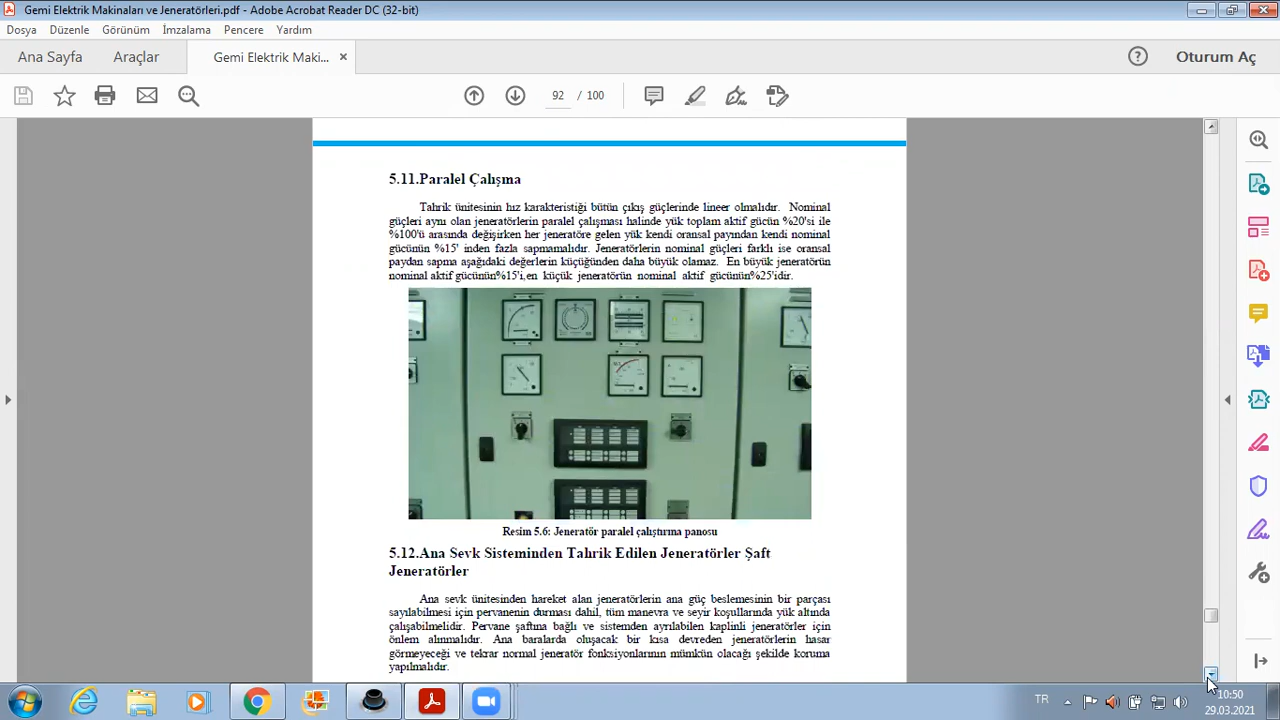 Gemi Elektrik Makinaları ve Jeneratörleri.pdf - Adobe Acrobat Reader DC (32-bit)
Dosya Düzenle Görünüm İmzalama Pencere Yardım
Ana Sayfa Araçlar Gemi Elektrik Maki... × Oturum Aç
92 / 100
5.11.Paralel Çalışma
Tahrik ünitesinin hız karakteristiği bütün çıkış güçlerinde lineer olmalıdır. Nominal
güçleri aynı olan jeneratörlerin paralel çalışması halinde yük toplam aktif gücün %20'si ile
%100'ü arasında değişirken her jeneratöre gelen yük kendi oransal payından kendi nominal
gücünün %15' inden fazla sapmamalıdır. Jeneratörlerin nominal güçleri farklı ise oransal
paydan sapma aşağıdaki değerlerin küçüğünden daha büyük olamaz. En büyük jeneratörün
nominal aktif gücünün%15'i,en küçük jeneratörün nominal aktif gücünün%25'idir.
Resim 5.6: Jeneratör paralel çalıştırma panosu
5.12.Ana Sevk Sisteminden Tahrik Edilen Jeneratörler Şaft
Jeneratörler
Ana sevk ünitesinden hareket alan jeneratörlerin ana güç beslemesinin bir parçası
sayılabilmesi için pervanenin durması dahil, tüm manevra ve seyir koşullarında yük altında
çalışabilmelidir. Pervane şaftına bağlı ve sistemden ayrılabilen kaplinli jeneratörler için
önlem alınmalıdır. Ana baralarda oluşacak bir kısa devreden jeneratörlerin hasar
görmeyeceği ve tekrar normal jeneratör fonksiyonlarının mümkün olacağı şekilde koruma
yapılmalıdır.
TR
10:50
29.03.2021